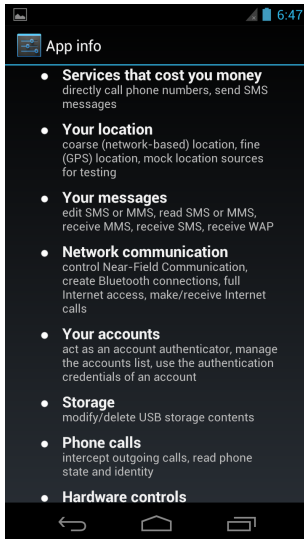 6:47
App info
Services that cost you money
directly call phone numbers, send SMS
messages
Your location
coarse (network-based) location, fine
(GPS) location, mock location sources
for testing
Your messages
edit SMS or MMS, read SMS or MMS,
receive MMS, receive SMS, receive WAP
Network communication
control Near-Field Communication,
create Bluetooth connections, full
Internet access, make/receive Internet
calls
Your accounts
act as an account authenticator, manage
the accounts list, use the authentication
credentials of an account
Storage
modify/delete USB storage contents
Phone calls
intercept outgoing calls, read phone
state and identity
Hardware controls